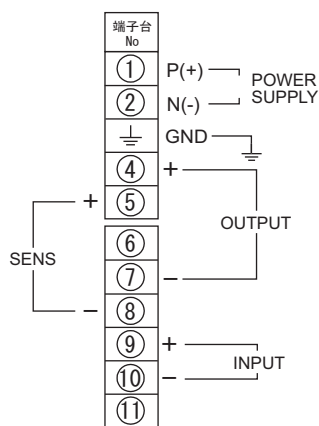 端子台
No
① P(+)
POWER
SUPPLY
② N(-)
GND
④ +
+ ⑤
OUTPUT
⑥
SENS
⑦ −
− ⑧
⑨ +
INPUT
⑩ −
⑪